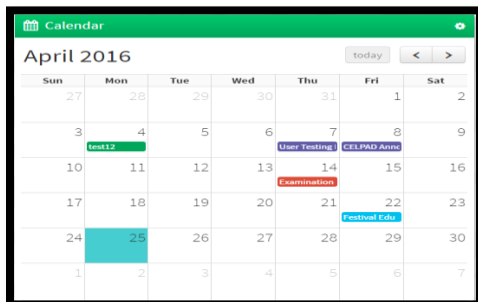 Calendar
April 2016 today < >
Sun Mon Tue Wed Thu Fri Sat
27 28 29 30 31 1 2
3 4 5 6 7 8 9
test12 User Testing CELPAD Anno
10 11 12 13 14 15 16
Examination
17 18 19 20 21 22 23
Festival Edu
24 25 26 27 28 29 30
1 2 3 4 5 6 7